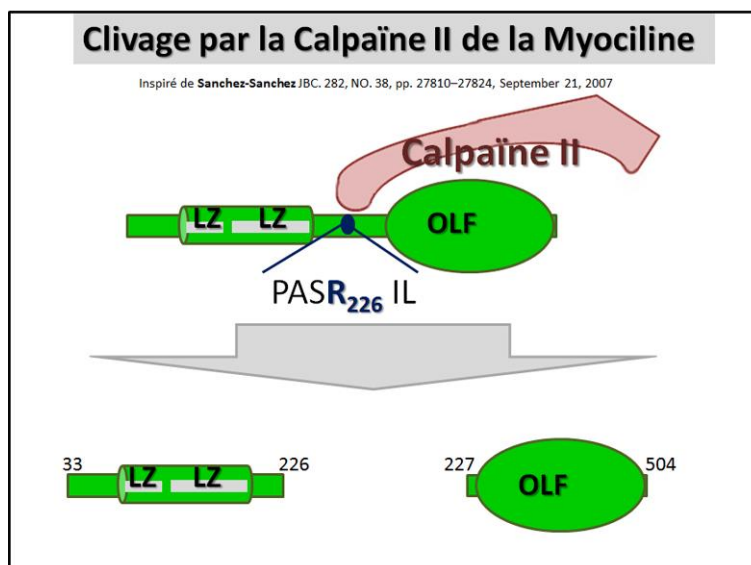 Clivage par la Calpaïne II de la Myociline
Inspiré de Sanchez-Sanchez JBC. 282, NO. 38, pp. 27810–27824, September 21, 2007
Calpaïne II
LZ LZ OLF
PASR226 IL
33 226 227 504
LZ LZ OLF